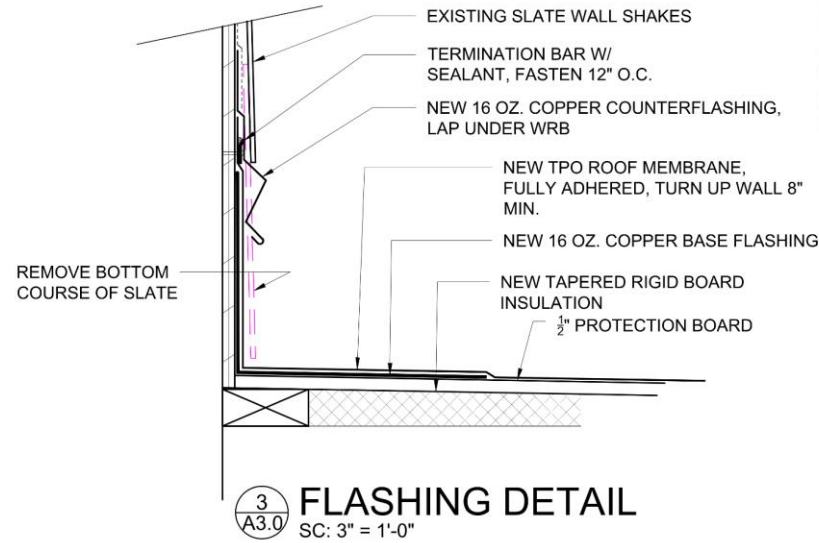 EXISTING SLATE WALL SHAKES
TERMINATION BAR W/
SEALANT, FASTEN 12" O.C.
NEW 16 OZ. COPPER COUNTERFLASHING,
LAP UNDER WRB
NEW TPO ROOF MEMBRANE,
FULLY ADHERED, TURN UP WALL 8"
MIN.
NEW 16 OZ. COPPER BASE FLASHING
REMOVE BOTTOM
COURSE OF SLATE
NEW TAPERED RIGID BOARD
INSULATION
1/2" PROTECTION BOARD
3
A3.0
FLASHING DETAIL
SC: 3" = 1'-0"